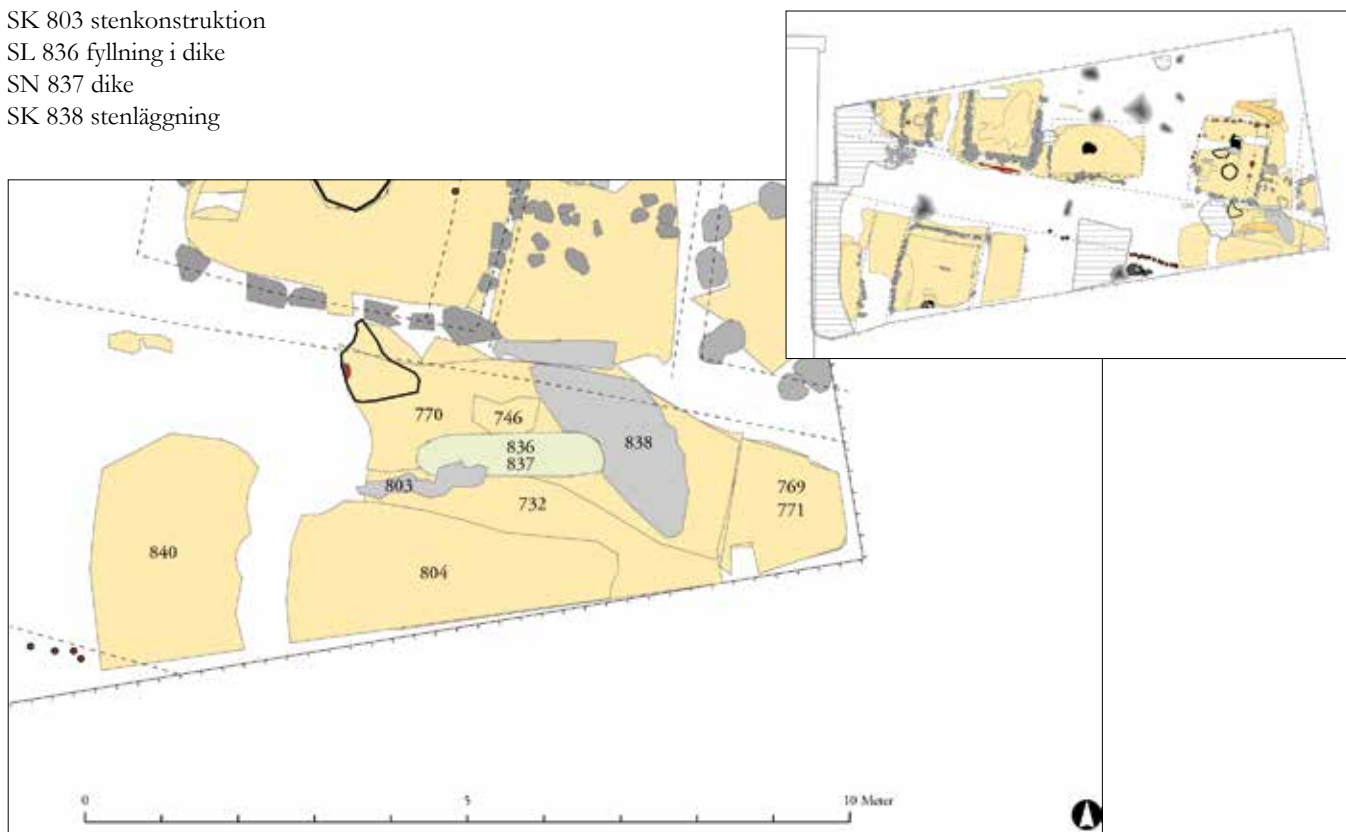 SK 803 stenkonstruktion
SL 836 fyllning i dike
SN 837 dike
SK 838 stenläggning
770
746
836
837
838
803
732
769
771
840
804
0 5 10 Meter